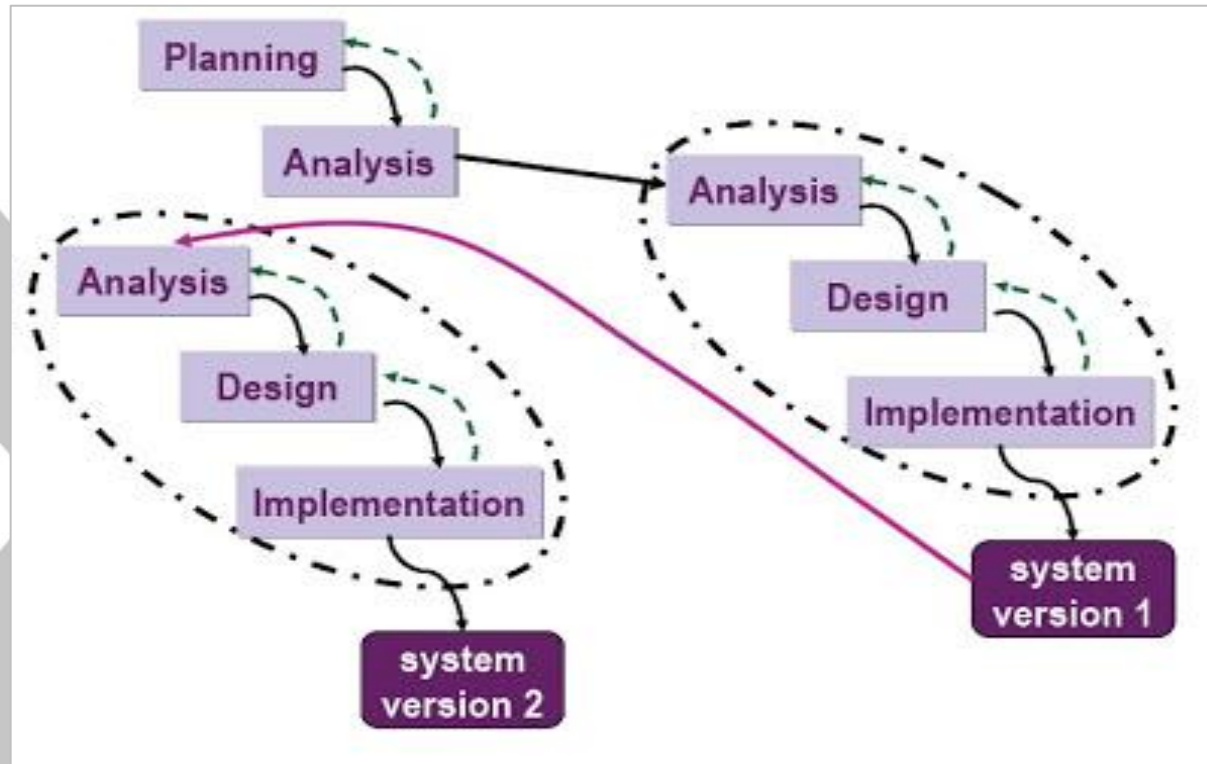 Planning
Analysis
Analysis
Design
Implementation
system
version 1
Analysis
Design
Implementation
system
version 2